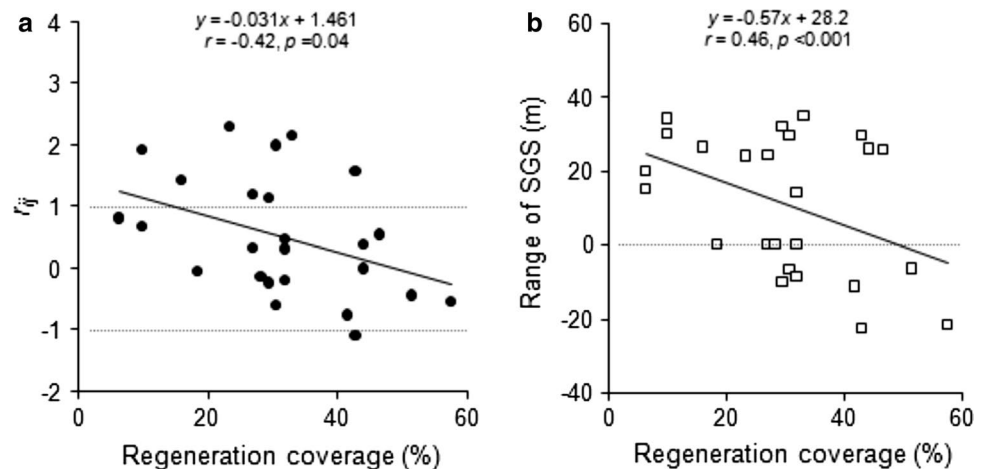 a
y = -0.031x + 1.461
r = -0.42, p =0.04
4
3
2
1
0
-1
-2
rij
0 20 40 60
Regeneration coverage (%)
b
y = -0.57x + 28.2
r = 0.46, p <0.001
60
40
20
0
-20
-40
Range of SGS (m)
0 20 40 60
Regeneration coverage (%)